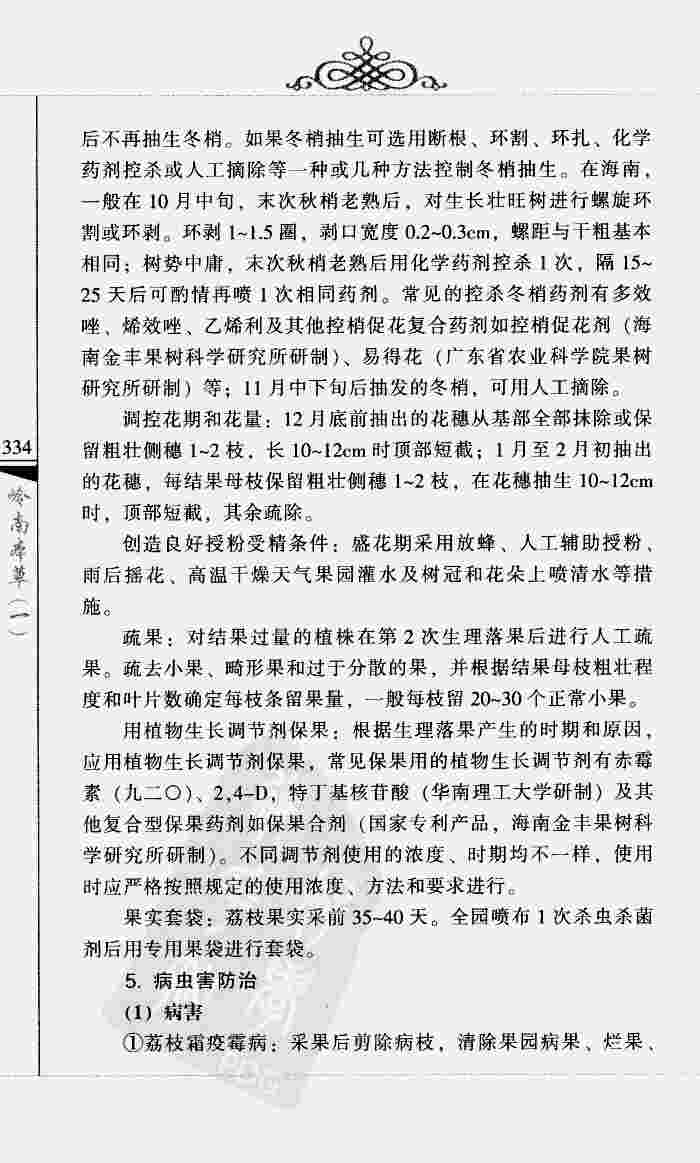 后不再抽生冬梢。如果冬梢抽生可选用断根、环割、环扎、化学
药剂控杀或人工摘除等一种或几种方法控制冬梢抽生。在海南，
一般在 10 月中旬，末次秋梢老熟后，对生长壮旺树进行螺旋环
割或环剥。环剥 1~1.5 圈，剥口宽度 0.2~0.3cm，螺距与干粗基本
相同；树势中庸，末次秋梢老熟后用化学药剂控杀 1 次，隔 15~
25 天后可酌情再喷 1 次相同药剂。常见的控杀冬梢药剂有多效
唑、烯效唑、乙烯利及其他控梢促花复合药剂如控梢促花剂（海
南金丰果树科学研究所研制）、易得花（广东省农业科学院果树
研究所研制）等；11 月中下旬后抽发的冬梢，可用人工摘除。
调控花期和花量：12 月底前抽出的花穗从基部全部抹除或保
留粗壮侧穗 1~2 枝，长 10~12cm 时顶部短截；1 月至 2 月初抽出
的花穗，每结果母枝保留粗壮侧穗 1~2 枝，在花穗抽生 10~12cm
时，顶部短截，其余疏除。
创造良好授粉受精条件：盛花期采用放蜂、人工辅助授粉、
雨后摇花、高温干燥天气果园灌水及树冠和花朵上喷清水等措
施。
疏果：对结果过量的植株在第 2 次生理落果后进行人工疏
果。疏去小果、畸形果和过于分散的果，并根据结果母枝粗壮程
度和叶片数确定每枝条留果量，一般每枝留 20~30 个正常小果。
用植物生长调节剂保果：根据生理落果产生的时期和原因，
应用植物生长调节剂保果，常见保果用的植物生长调节剂有赤霉
素（九二〇）、2,4-D，特丁基核苷酸（华南理工大学研制）及其
他复合型保果药剂如保果合剂（国家专利产品，海南金丰果树科
学研究所研制）。不同调节剂使用的浓度、时期均不一样，使用
时应严格按照规定的使用浓度、方法和要求进行。
果实套袋：荔枝果实采前 35~40 天。全园喷布 1 次杀虫杀菌
剂后用专用果袋进行套袋。
5. 病虫害防治
（1）病害
①荔枝霜疫霉病：采果后剪除病枝，清除果园病果、烂果、
334
岭南本草（一）